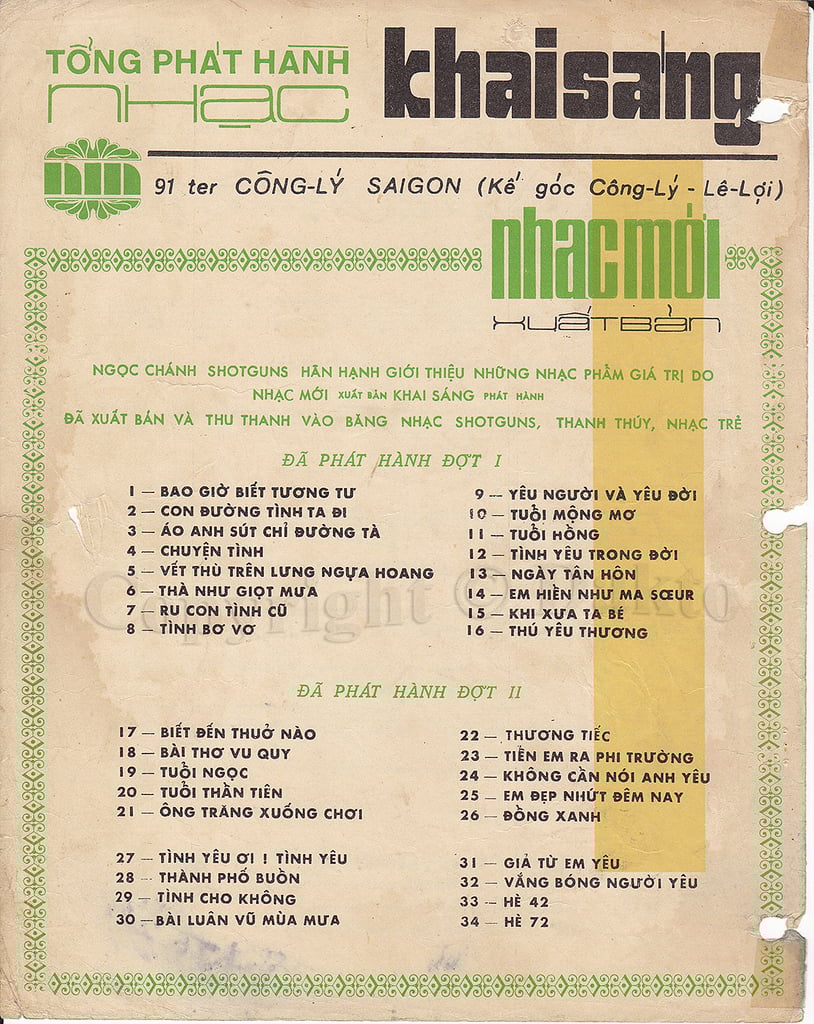 TỔNG PHÁT HÀNH
NHẠC
khai sáng
91 ter CÔNG-LÝ SAIGON (Kế góc Công-Lý - Lê-Lợi)
nhạc mới
XUẤT BẢN
NGỌC CHÁNH SHOTGUNS HÂN HẠNH GIỚI THIỆU NHỮNG NHẠC PHẨM GIÁ TRỊ DO
NHẠC MỚI XUẤT BẢN KHAI SÁNG PHÁT HÀNH
ĐÃ XUẤT BẢN VÀ THU THANH VÀO BĂNG NHẠC SHOTGUNS, THANH THÚY, NHẠC TRẺ
ĐÃ PHÁT HÀNH ĐỢT I
1 — BAO GIỜ BIẾT TƯƠNG TƯ
2 — CON ĐƯỜNG TÌNH TA ĐI
3 — ÁO ANH SÚT CHỈ ĐƯỜNG TÀ
4 — CHUYỆN TÌNH
5 — VẾT THÙ TRÊN LƯNG NGỰA HOANG
6 — THÀ NHƯ GIỌT MƯA
7 — RU CON TÌNH CŨ
8 — TÌNH BƠ VƠ
9 — YÊU NGƯỜI VÀ YÊU ĐỜI
10 — TUỔI MỘNG MƠ
11 — TUỔI HỒNG
12 — TÌNH YÊU TRONG ĐỜI
13 — NGÀY TÂN HÔN
14 — EM HIỀN NHƯ MA SŒUR
15 — KHI XƯA TA BÉ
16 — THÚ YÊU THƯƠNG
ĐÃ PHÁT HÀNH ĐỢT II
17 — BIẾT ĐẾN THUỞ NÀO
18 — BÀI THƠ VU QUY
19 — TUỔI NGỌC
20 — TUỔI THẦN TIÊN
21 — ÔNG TRĂNG XUỐNG CHƠI
22 — THƯƠNG TIẾC
23 — TIỄN EM RA PHI TRƯỜNG
24 — KHÔNG CẦN NÓI ANH YÊU
25 — EM ĐẸP NHỨT ĐÊM NAY
26 — ĐỒNG XANH
27 — TÌNH YÊU ƠI ! TÌNH YÊU
28 — THÀNH PHỐ BUỒN
29 — TÌNH CHO KHÔNG
30 — BÀI LUÂN VŨ MÙA MƯA
31 — GIẢ TỪ EM YÊU
32 — VẮNG BÓNG NGƯỜI YÊU
33 — HÈ 42
34 — HÈ 72